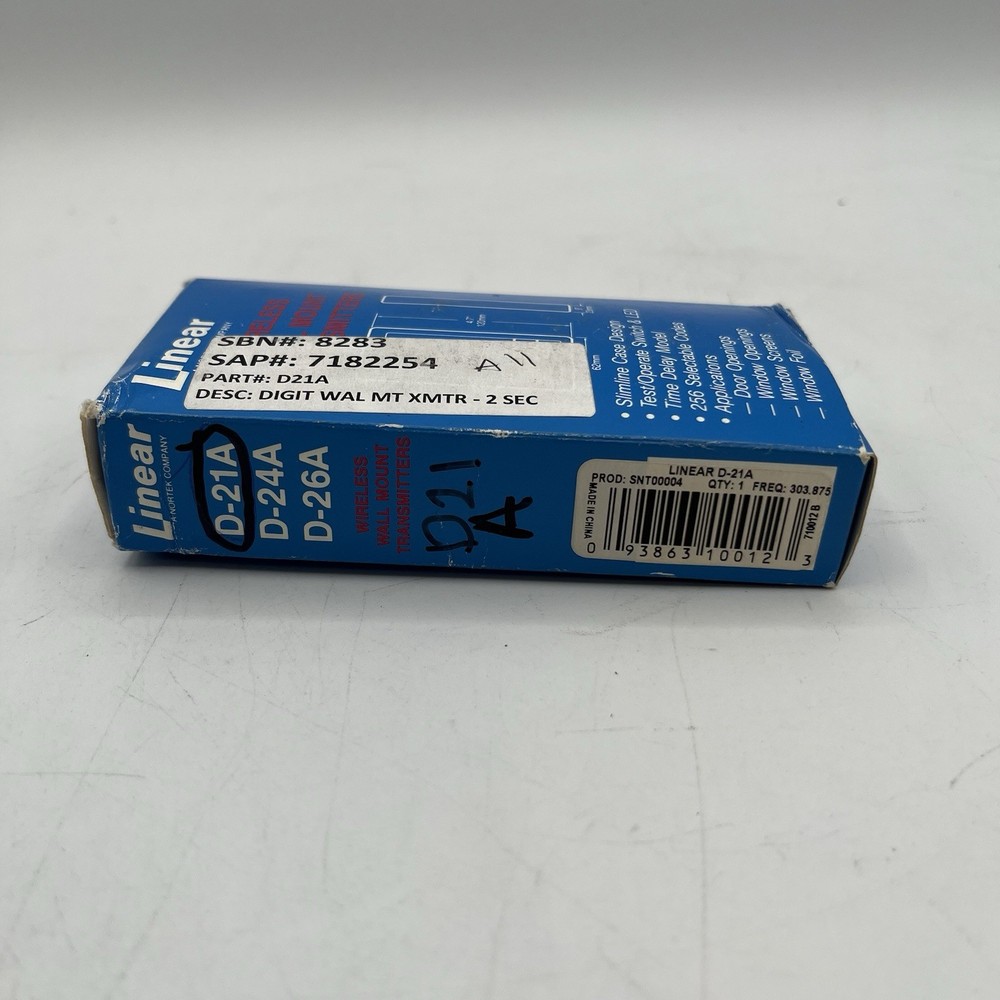 Linear
SBN#: 8283
SAP#: 7182254
PART#: D21A
DESC: DIGIT WAL MT XMTR - 2 SEC
• Slimline Case Design
• Test/Operate Switch & LED
• Time Delay Model
• 256 Selectable Codes
• Applications
— Door Openings
— Window Openings
— Window Screens
— Window Foil
62mm
Linear
A NORTEK COMPANY
D-21A
D-24A
D-26A
WIRELESS
WALL MOUNT
TRANSMITTERS
D21
A
LINEAR D-21A
PROD: SNT00004 QTY: 1 FREQ: 303.875
MADE IN CHINA
710012 B
0 93863 10012 3